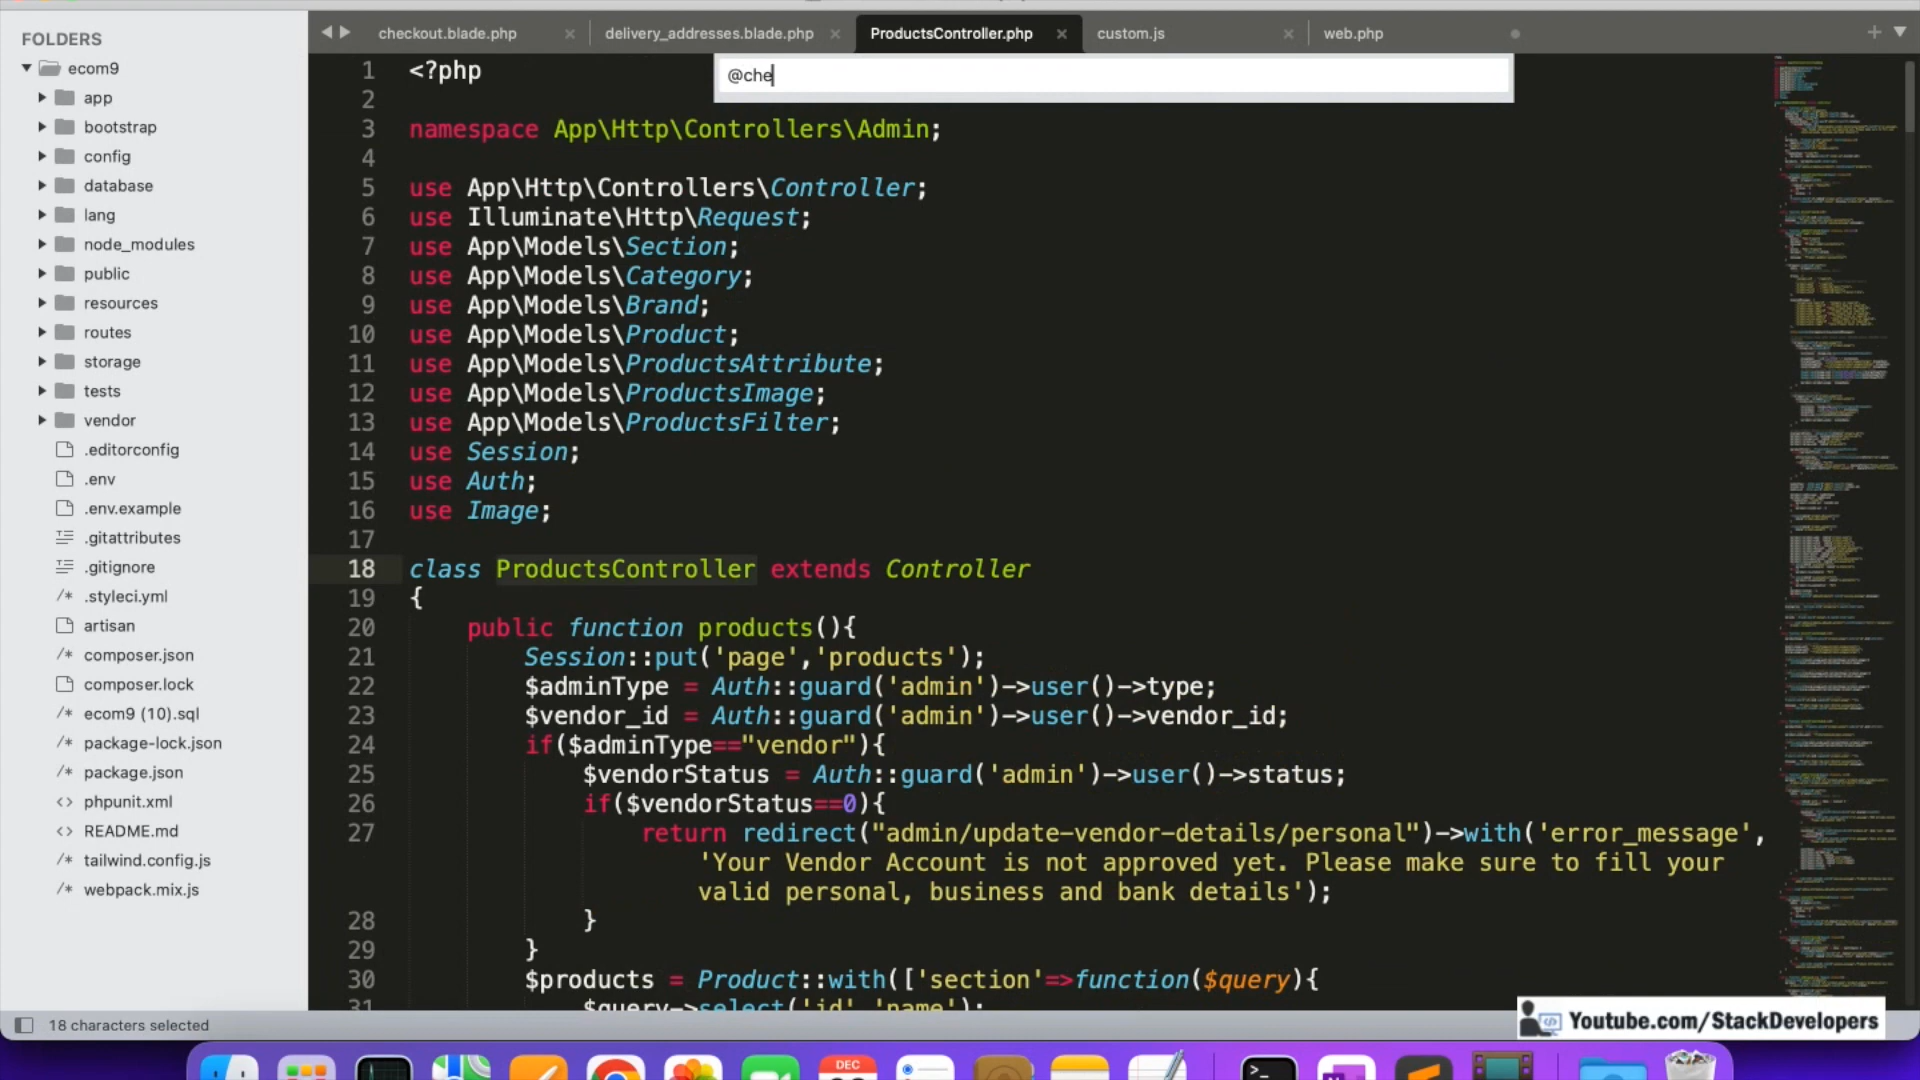 FOLDERS
ecom9
app
bootstrap
config
database
lang
node_modules
public
resources
routes
storage
tests
vendor
.editorconfig
.env
.env.example
.gitattributes
.gitignore
/* .styleci.yml
artisan
/* composer.json
composer.lock
/* ecom9 (10).sql
/* package-lock.json
/* package.json
<> phpunit.xml
<> README.md
/* tailwind.config.js
/* webpack.mix.js
checkout.blade.php
delivery_addresses.blade.php
ProductsController.php
custom.js
web.php
@che
1 <?php
2
3 namespace App\Http\Controllers\Admin;
4
5 use App\Http\Controllers\Controller;
6 use Illuminate\Http\Request;
7 use App\Models\Section;
8 use App\Models\Category;
9 use App\Models\Brand;
10 use App\Models\Product;
11 use App\Models\ProductsAttribute;
12 use App\Models\ProductsImage;
13 use App\Models\ProductsFilter;
14 use Session;
15 use Auth;
16 use Image;
17
18 class ProductsController extends Controller
19 {
20 public function products(){
21 Session::put('page','products');
22 $adminType = Auth::guard('admin')->user()->type;
23 $vendor_id = Auth::guard('admin')->user()->vendor_id;
24 if($adminType=="vendor"){
25 $vendorStatus = Auth::guard('admin')->user()->status;
26 if($vendorStatus==0){
27 return redirect("admin/update-vendor-details/personal")->with('error_message',
'Your Vendor Account is not approved yet. Please make sure to fill your
valid personal, business and bank details');
28 }
29 }
30 $products = Product::with(['section'=>function($query){
31 $query->select('id','name');
18 characters selected
Youtube.com/StackDevelopers
DEC